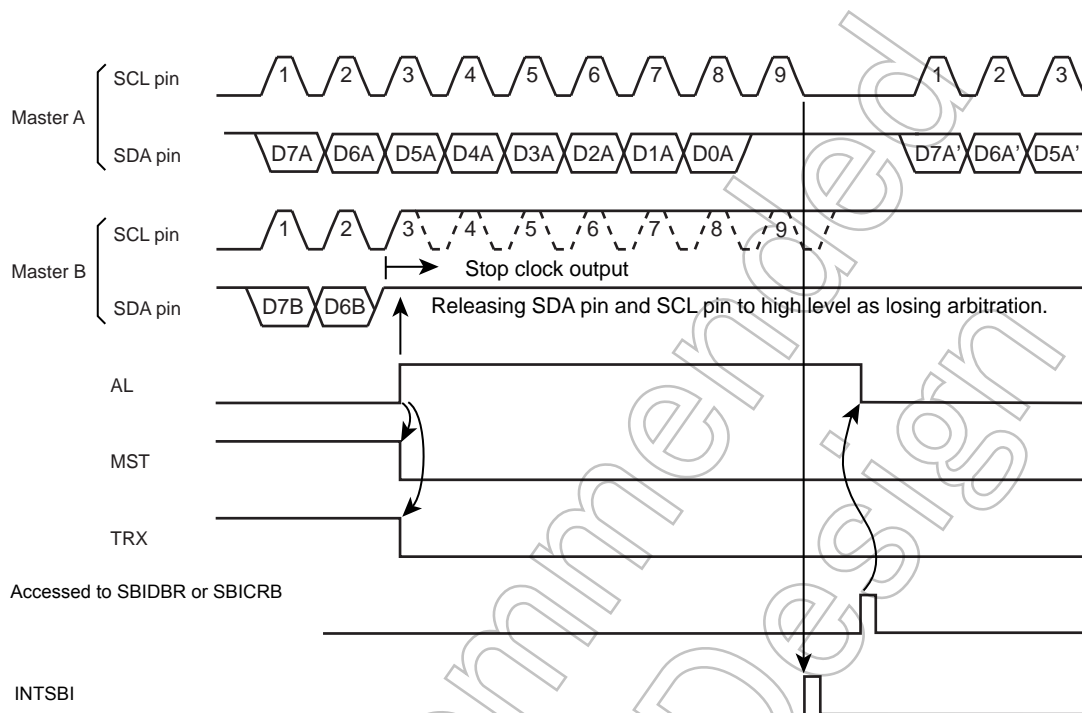 Master A
SCL pin
1 2 3 4 5 6 7 8 9 1 2 3
SDA pin
D7A D6A D5A D4A D3A D2A D1A D0A D7A' D6A' D5A'
Master B
SCL pin
1 2 3 4 5 6 7 8 9
Stop clock output
SDA pin
D7B D6B
Releasing SDA pin and SCL pin to high level as losing arbitration.
AL
MST
TRX
Accessed to SBIDBR or SBICRB
INTSBI
ommended
Design